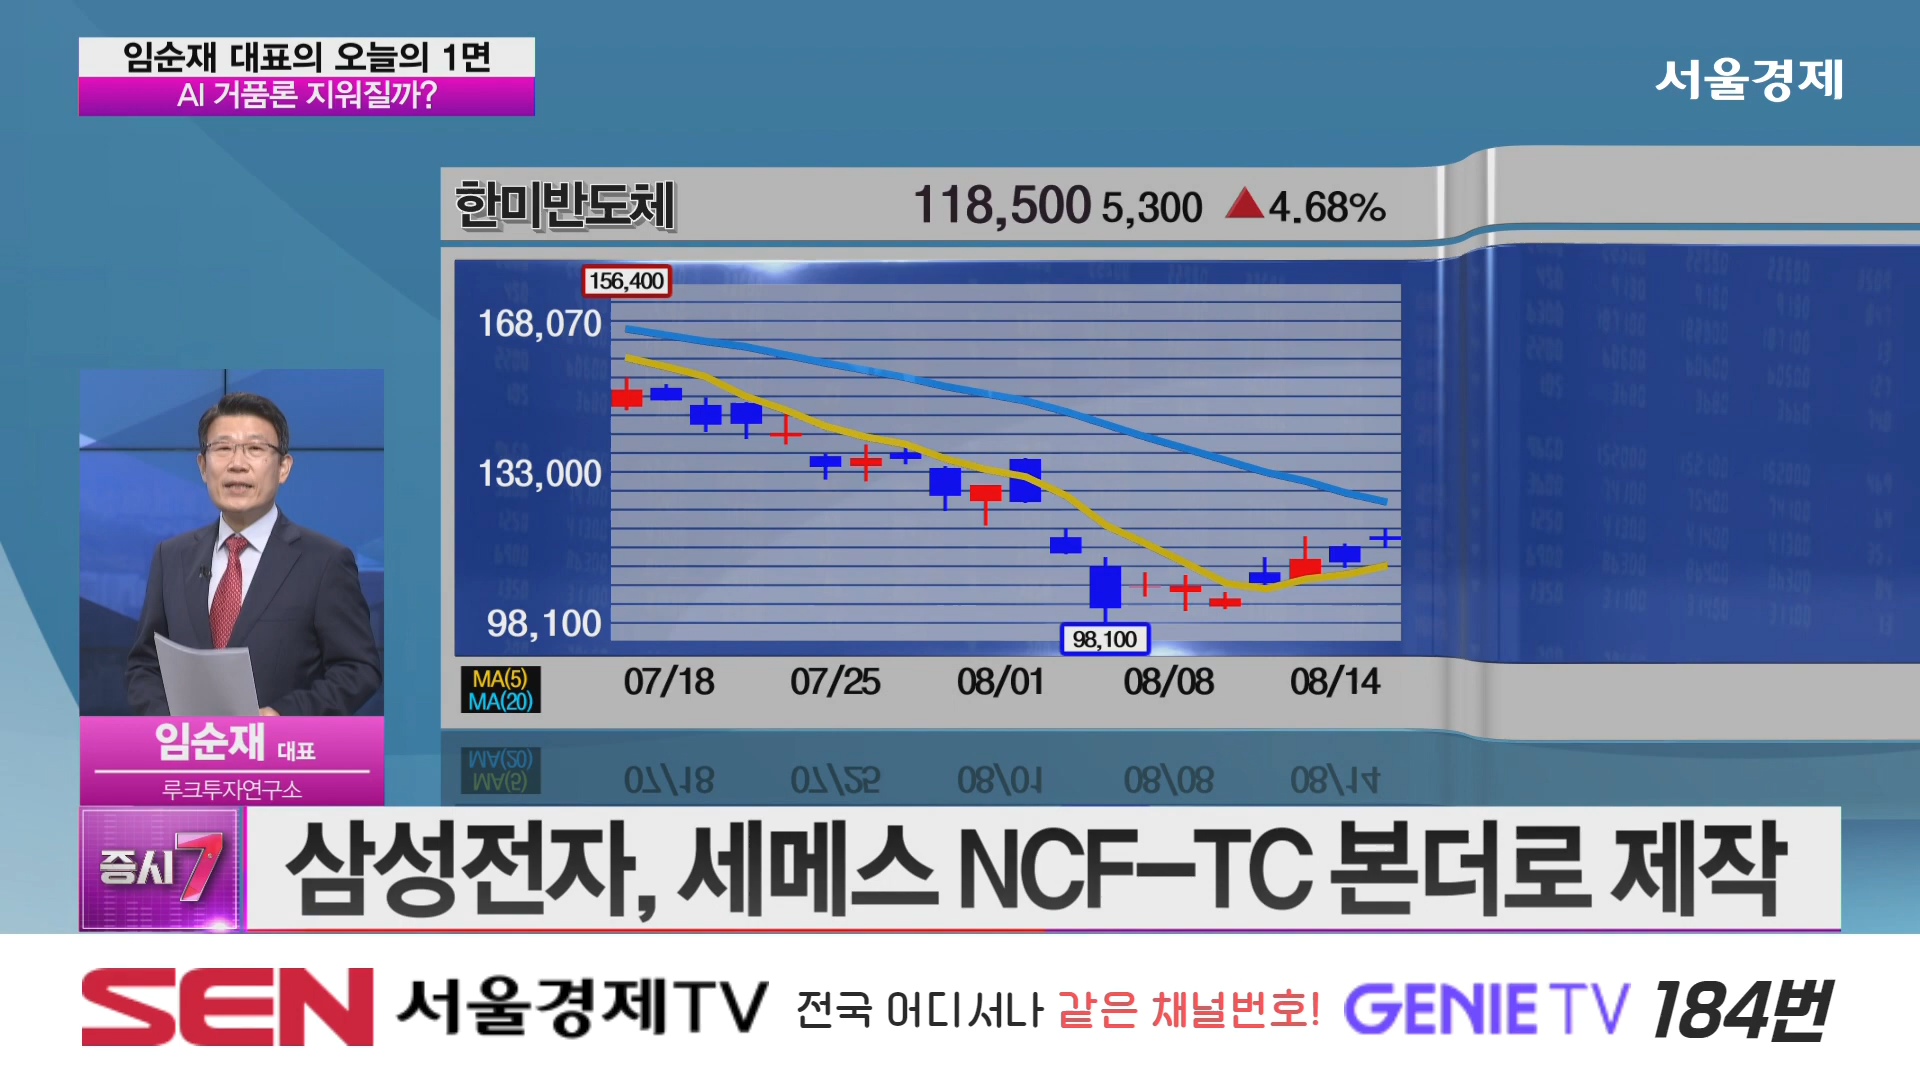 임순재 대표의 오늘의 1면
AI 거품론 지워질까?
서울경제
한미반도체 118,500 5,300 ▲4.68%
156,400
168,070
133,000
98,100
98,100
MA(5)
MA(20)
07/18 07/25 08/01 08/08 08/14
임순재 대표
루크투자연구소
증시7
삼성전자, 세메스 NCF-TC 본더로 제작
SEN 서울경제TV 전국 어디서나 같은 채널번호! GENIE TV 184번